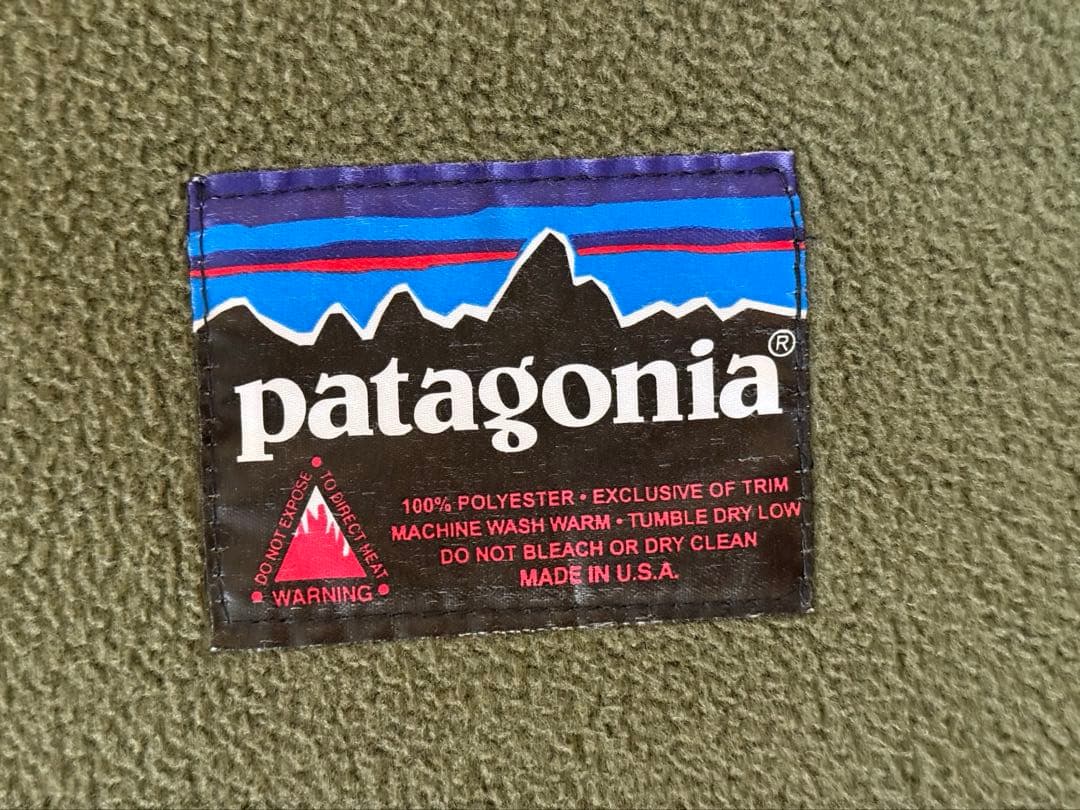 patagonia®
DO NOT EXPOSE
TO DIRECT HEAT
WARNING
100% POLYESTER • EXCLUSIVE OF TRIM
MACHINE WASH WARM • TUMBLE DRY LOW
DO NOT BLEACH OR DRY CLEAN
MADE IN U.S.A.